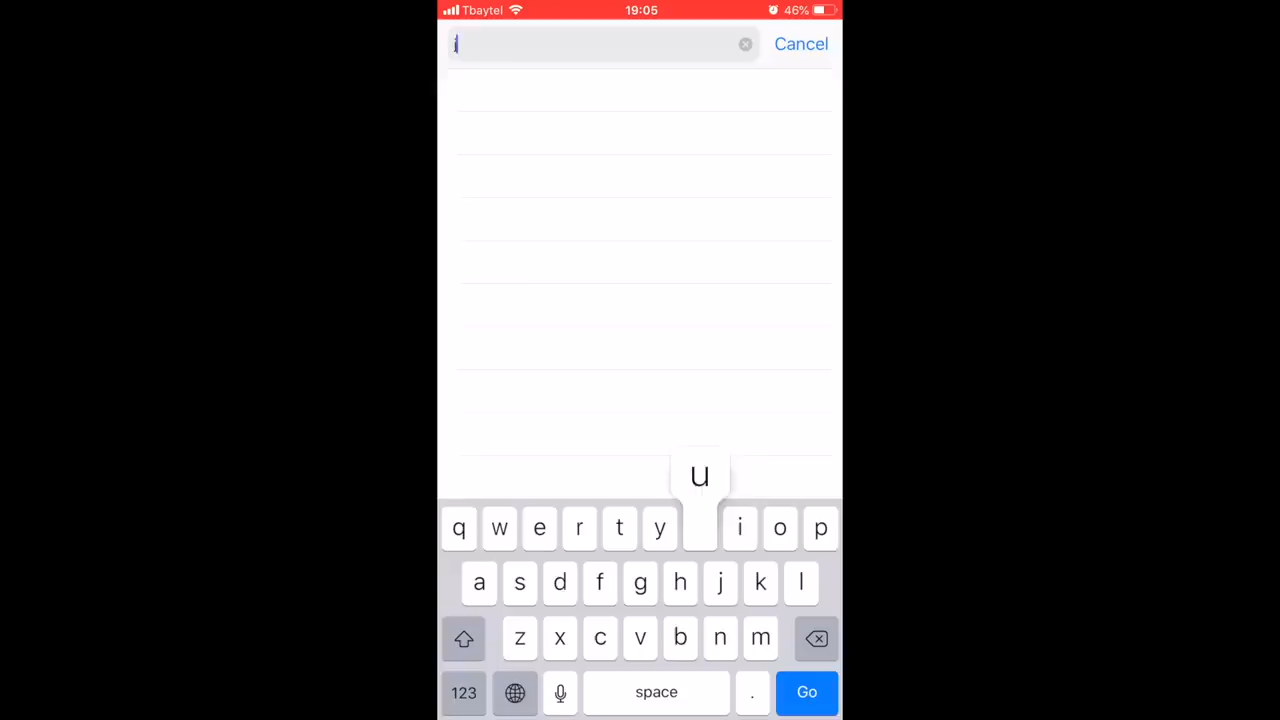 Tbaytel 19:05 46%
j Cancel
u
q w e r t y i o p
a s d f g h j k l
z x c v b n m
123 space . Go